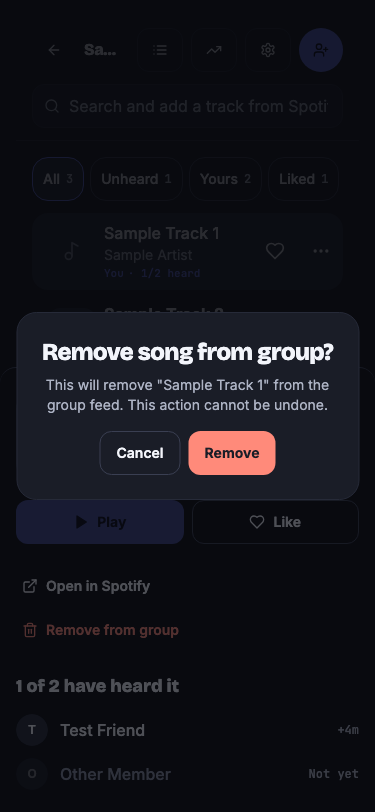 Sa...
Search and add a track from Spoti
All 3
Unheard 1
Yours 2
Liked 1
Sample Track 1
Sample Artist
You · 1/2 heard
Remove song from group?
This will remove "Sample Track 1" from the
group feed. This action cannot be undone.
Cancel
Remove
Play
Like
Open in Spotify
Remove from group
1 of 2 have heard it
T
Test Friend
+4m
O
Other Member
Not yet